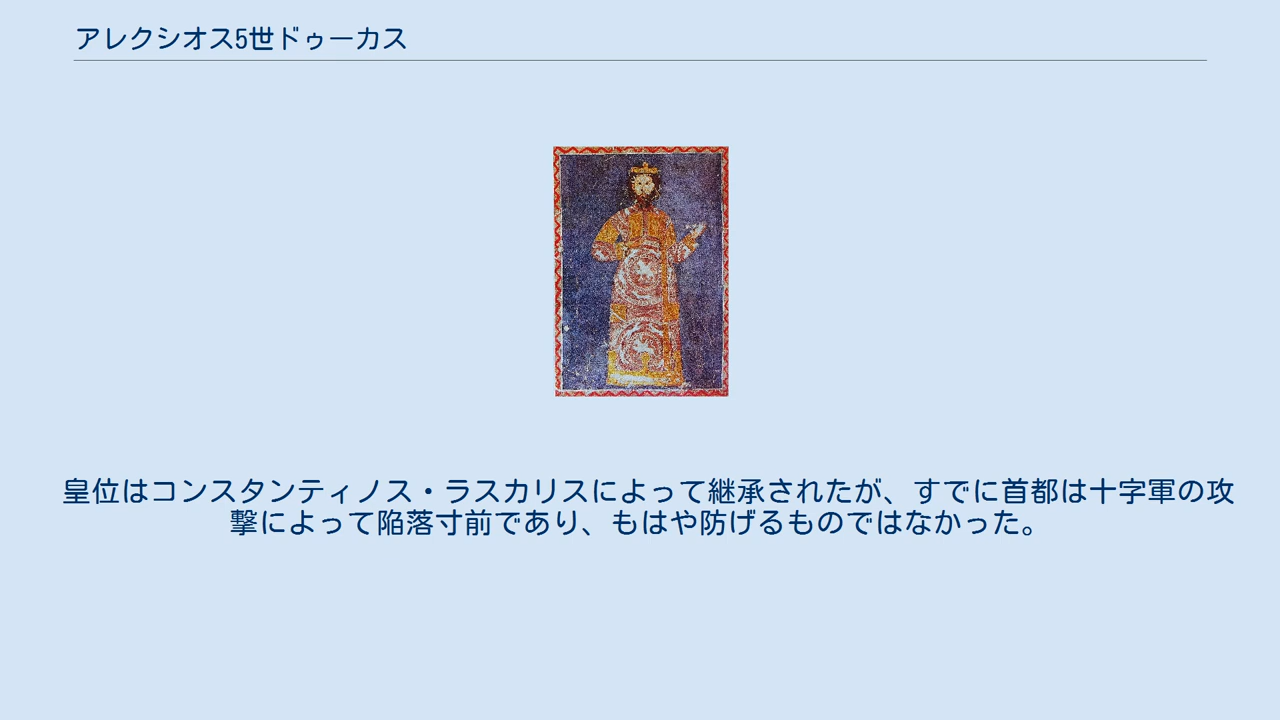 アレクシオス5世ドゥーカス
皇位はコンスタンティノス・ラスカリスによって継承されたが、すでに首都は十字軍の攻
撃によって陥落寸前であり、もはや防げるものではなかった。